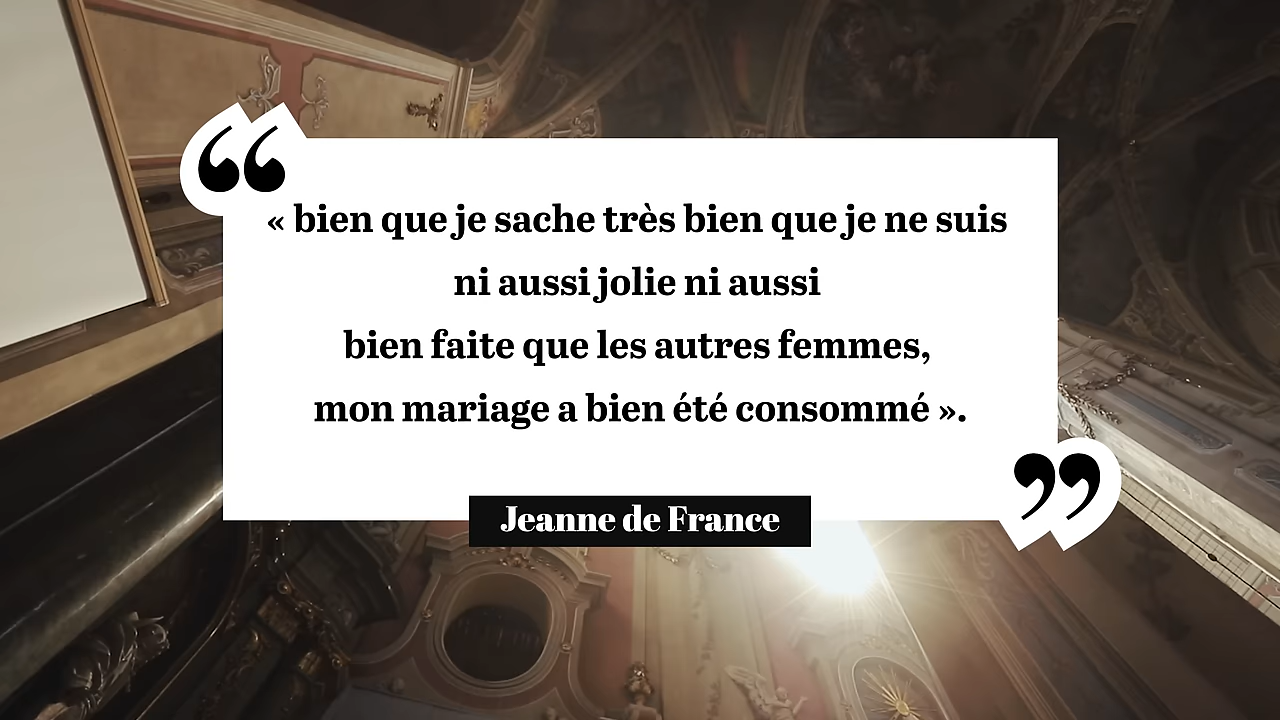 « bien que je sache très bien que je ne suis
ni aussi jolie ni aussi
bien faite que les autres femmes,
mon mariage a bien été consommé ».
Jeanne de France